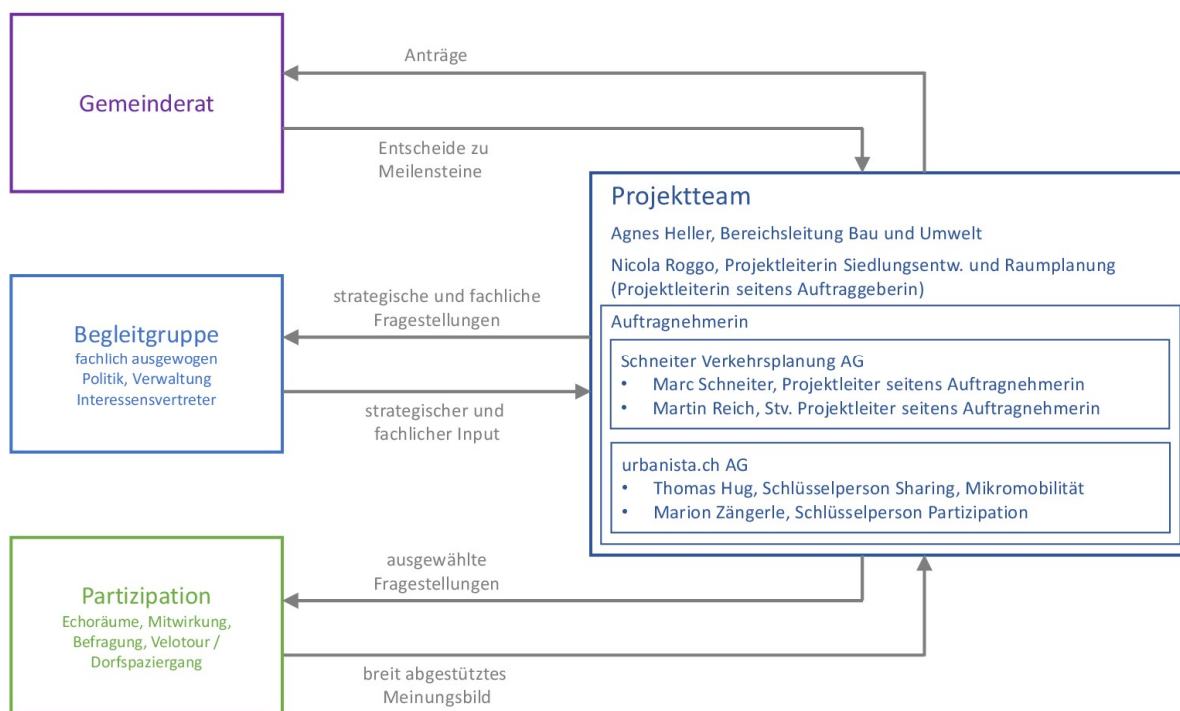 Gemeinderat
Anträge
Entscheide zu
Meilensteine
Projektteam
Agnes Heller, Bereichsleitung Bau und Umwelt
Nicola Roggo, Projektleiterin Siedlungsentw. und Raumplanung
(Projektleiterin seitens Auftraggeberin)
Auftragnehmerin
Schneiter Verkehrsplanung AG
• Marc Schneiter, Projektleiter seitens Auftragnehmerin
• Martin Reich, Stv. Projektleiter seitens Auftragnehmerin
urbanista.ch AG
• Thomas Hug, Schlüsselperson Sharing, Mikromobilität
• Marion Zängerle, Schlüsselperson Partizipation
Begleitgruppe
fachlich ausgewogen
Politik, Verwaltung
Interessensvertreter
strategische und fachliche
Fragestellungen
strategischer und
fachlicher Input
Partizipation
Echoräume, Mitwirkung,
Befragung, Velotour /
Dorfspaziergang
ausgewählte
Fragestellungen
breit abgestütztes
Meinungsbild